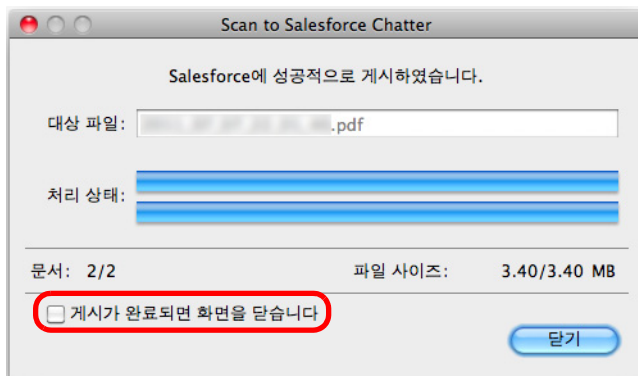 Scan to Salesforce Chatter
Salesforce에 성공적으로 게시하였습니다.
대상 파일: .pdf
처리 상태:
문서: 2/2 파일 사이즈: 3.40/3.40 MB
게시가 완료되면 화면을 닫습니다
닫기